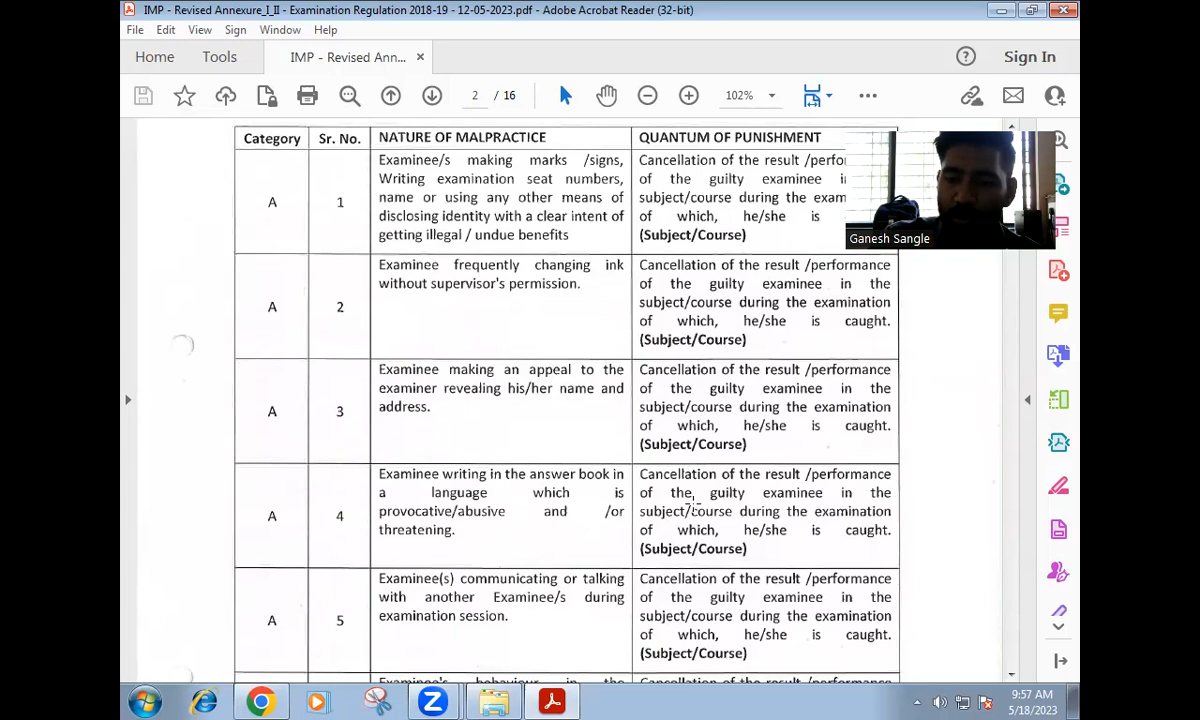 IMP - Revised Annexure_I_II - Examination Regulation 2018-19 - 12-05-2023.pdf - Adobe Acrobat Reader (32-bit)
File Edit View Sign Window Help
Home Tools IMP - Revised Ann... × Sign In
2 / 16 102%
Category Sr. No. NATURE OF MALPRACTICE QUANTUM OF PUNISHMENT
A 1
Examinee/s making marks /signs,
Writing examination seat numbers,
name or using any other means of
disclosing identity with a clear intent of
getting illegal / undue benefits
Cancellation of the result /perfor
of the guilty examinee i
subject/course during the exam
of which, he/she is
(Subject/Course)
Ganesh Sangle
A 2
Examinee frequently changing ink
without supervisor's permission.
Cancellation of the result /performance
of the guilty examinee in the
subject/course during the examination
of which, he/she is caught.
(Subject/Course)
A 3
Examinee making an appeal to the
examiner revealing his/her name and
address.
Cancellation of the result /performance
of the guilty examinee in the
subject/course during the examination
of which, he/she is caught.
(Subject/Course)
A 4
Examinee writing in the answer book in
a language which is
provocative/abusive and /or
threatening.
Cancellation of the result /performance
of the guilty examinee in the
subject/course during the examination
of which, he/she is caught.
(Subject/Course)
A 5
Examinee(s) communicating or talking
with another Examinee/s during
examination session.
Cancellation of the result /performance
of the guilty examinee in the
subject/course during the examination
of which, he/she is caught.
(Subject/Course)
Examinee's behaviour in the
Cancellation of the result /performance
9:57 AM
5/18/2023